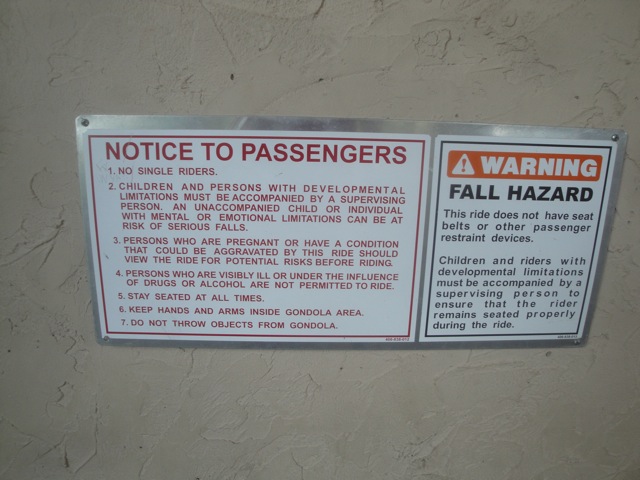 NOTICE TO PASSENGERS
1. NO SINGLE RIDERS.
2. CHILDREN AND PERSONS WITH DEVELOPMENTAL
LIMITATIONS MUST BE ACCOMPANIED BY A SUPERVISING
PERSON. AN UNACCOMPANIED CHILD OR INDIVIDUAL
WITH MENTAL OR EMOTIONAL LIMITATIONS CAN BE AT
RISK OF SERIOUS FALLS.
3. PERSONS WHO ARE PREGNANT OR HAVE A CONDITION
THAT COULD BE AGGRAVATED BY THIS RIDE SHOULD
VIEW THE RIDE FOR POTENTIAL RISKS BEFORE RIDING.
4. PERSONS WHO ARE VISIBLY ILL OR UNDER THE INFLUENCE
OF DRUGS OR ALCOHOL ARE NOT PERMITTED TO RIDE.
5. STAY SEATED AT ALL TIMES.
6. KEEP HANDS AND ARMS INSIDE GONDOLA AREA.
7. DO NOT THROW OBJECTS FROM GONDOLA.
WARNING
FALL HAZARD
This ride does not have seat
belts or other passenger
restraint devices.
Children and riders with
developmental limitations
must be accompanied by a
supervising person to
ensure that the rider
remains seated properly
during the ride.